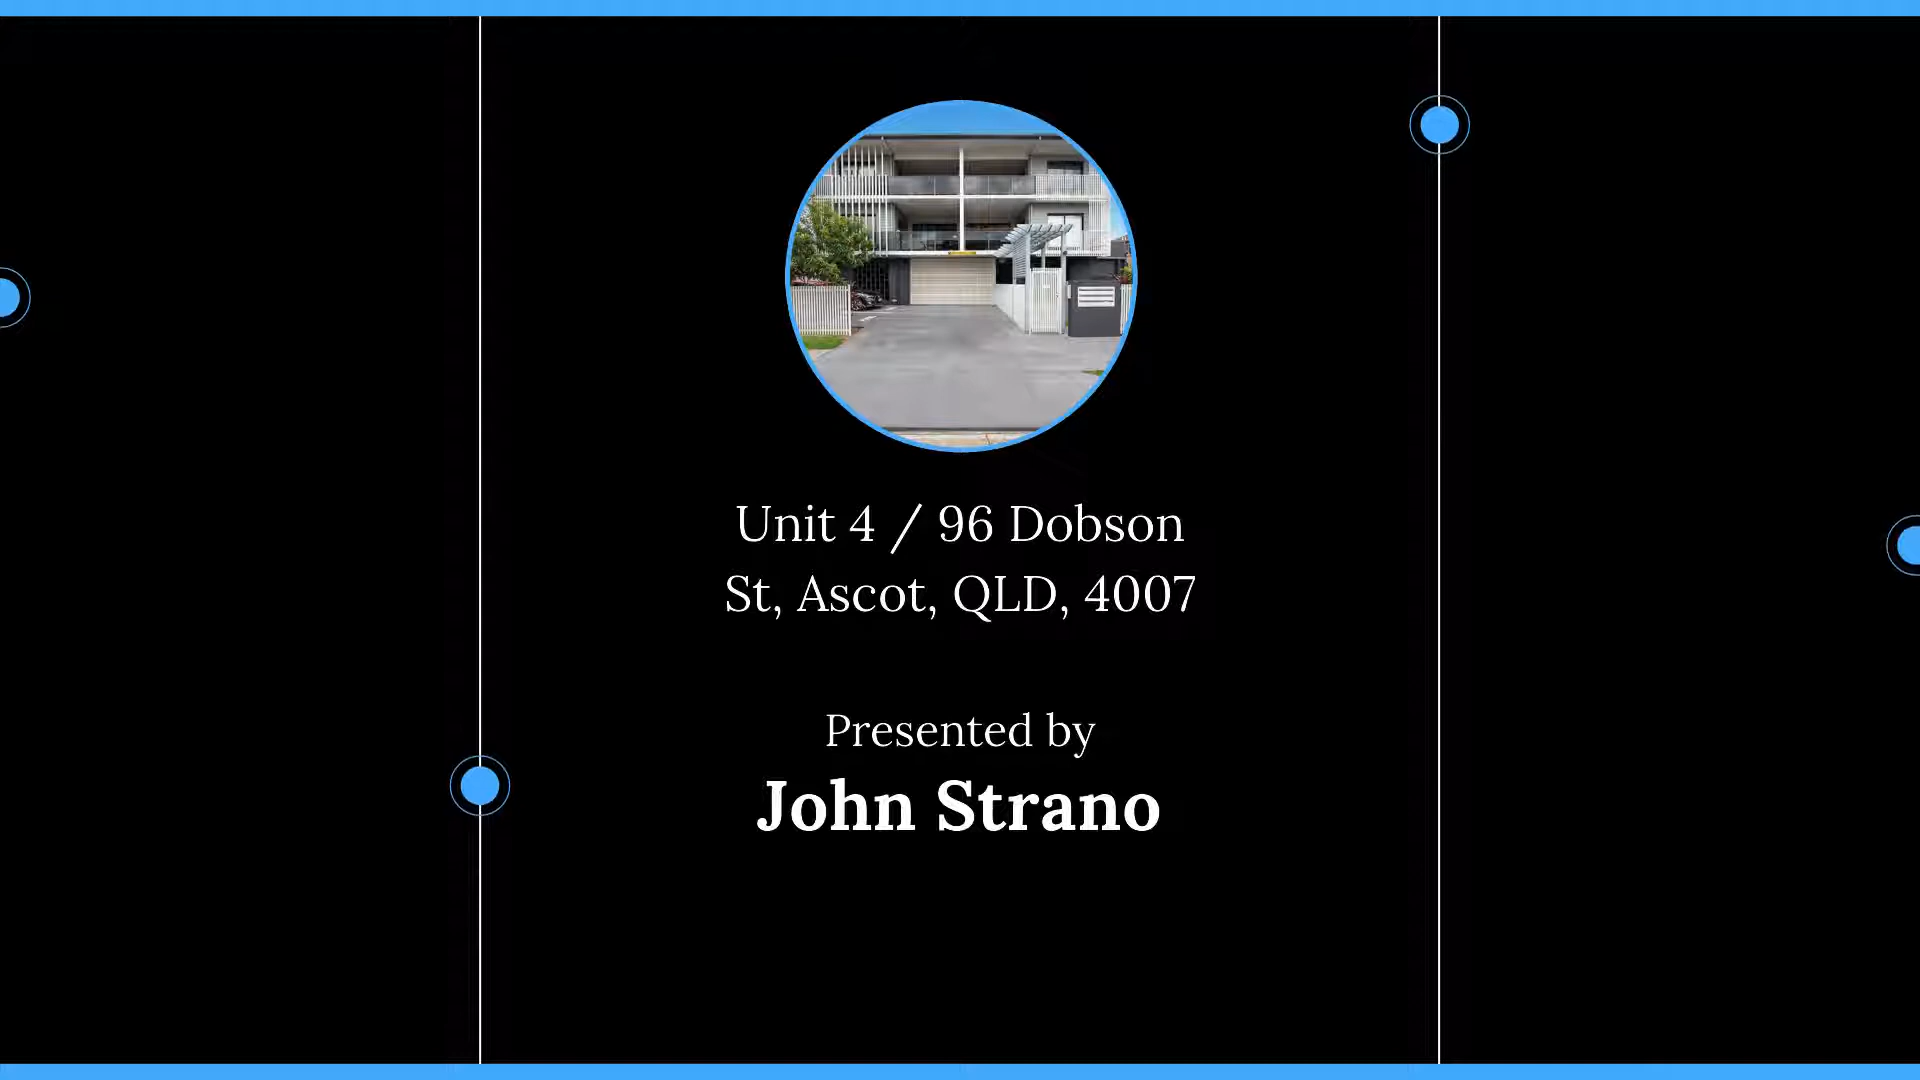 Unit 4 / 96 Dobson
St, Ascot, QLD, 4007
Presented by
John Strano